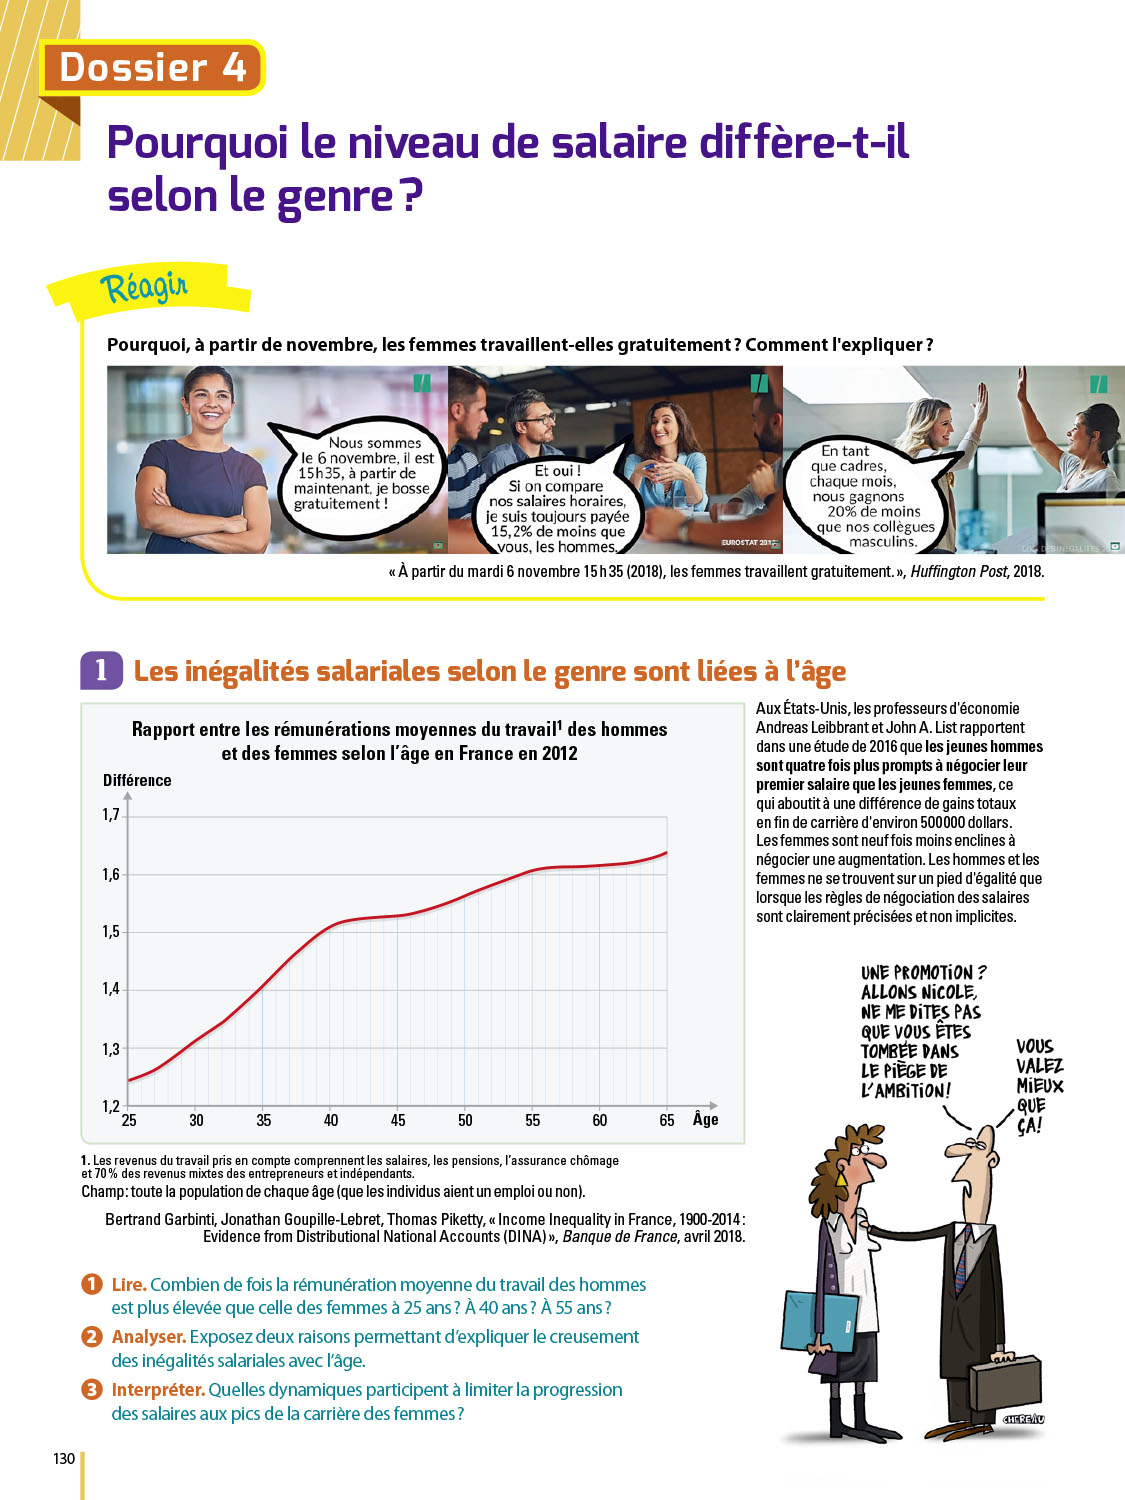 Dossier 4
Pourquoi le niveau de salaire diffère-t-il
selon le genre ?
Réagir
Pourquoi, à partir de novembre, les femmes travaillent-elles gratuitement ? Comment l'expliquer ?
Nous sommes
le 6 novembre, il est
15h35, à partir de
maintenant, je bosse
gratuitement !
Et oui !
Si on compare
nos salaires horaires,
je suis toujours payée
15,2% de moins que
vous, les hommes.
En tant
que cadres,
chaque mois,
nous gagnons
20% de moins
que nos collègues
masculins.
« À partir du mardi 6 novembre 15 h 35 (2018), les femmes travaillent gratuitement. », Huffington Post, 2018.
1 Les inégalités salariales selon le genre sont liées à l'âge
Rapport entre les rémunérations moyennes du travail¹ des hommes
et des femmes selon l'âge en France en 2012
Différence
1,7
1,6
1,5
1,4
1,3
1,2
25 30 35 40 45 50 55 60 65 Âge
1. Les revenus du travail pris en compte comprennent les salaires, les pensions, l'assurance chômage
et 70 % des revenus mixtes des entrepreneurs et indépendants.
Champ : toute la population de chaque âge (que les individus aient un emploi ou non).
Bertrand Garbinti, Jonathan Goupille-Lebret, Thomas Piketty, « Income Inequality in France, 1900-2014 :
Evidence from Distributional National Accounts (DINA) », Banque de France, avril 2018.
Aux États-Unis, les professeurs d'économie
Andreas Leibbrant et John A. List rapportent
dans une étude de 2016 que les jeunes hommes
sont quatre fois plus prompts à négocier leur
premier salaire que les jeunes femmes, ce
qui aboutit à une différence de gains totaux
en fin de carrière d'environ 500 000 dollars.
Les femmes sont neuf fois moins enclines à
négocier une augmentation. Les hommes et les
femmes ne se trouvent sur un pied d'égalité que
lorsque les règles de négociation des salaires
sont clairement précisées et non implicites.
UNE PROMOTION ?
ALLONS NICOLE,
NE ME DITES PAS
QUE VOUS ÊTES
TOMBÉE DANS
LE PIÈGE DE
L'AMBITION !
VOUS
VALEZ
MIEUX
QUE
ÇA !
CHEREAU
1 Lire. Combien de fois la rémunération moyenne du travail des hommes
est plus élevée que celle des femmes à 25 ans ? À 40 ans ? À 55 ans ?
2 Analyser. Exposez deux raisons permettant d'expliquer le creusement
des inégalités salariales avec l'âge.
3 Interpréter. Quelles dynamiques participent à limiter la progression
des salaires aux pics de la carrière des femmes ?
130